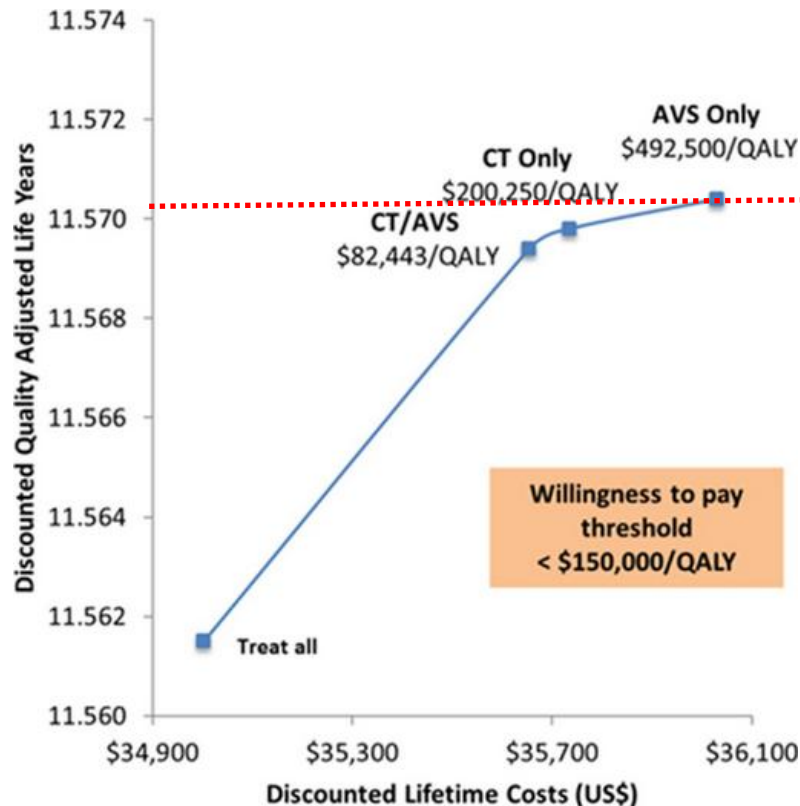 Discounted Quality Adjusted Life Years
11.574
11.572
11.570
11.568
11.566
11.564
11.562
11.560
AVS Only
$492,500/QALY
CT Only
$200,250/QALY
CT/AVS
$82,443/QALY
Willingness to pay
threshold
< $150,000/QALY
Treat all
$34,900
$35,300
$35,700
$36,100
Discounted Lifetime Costs (US$)